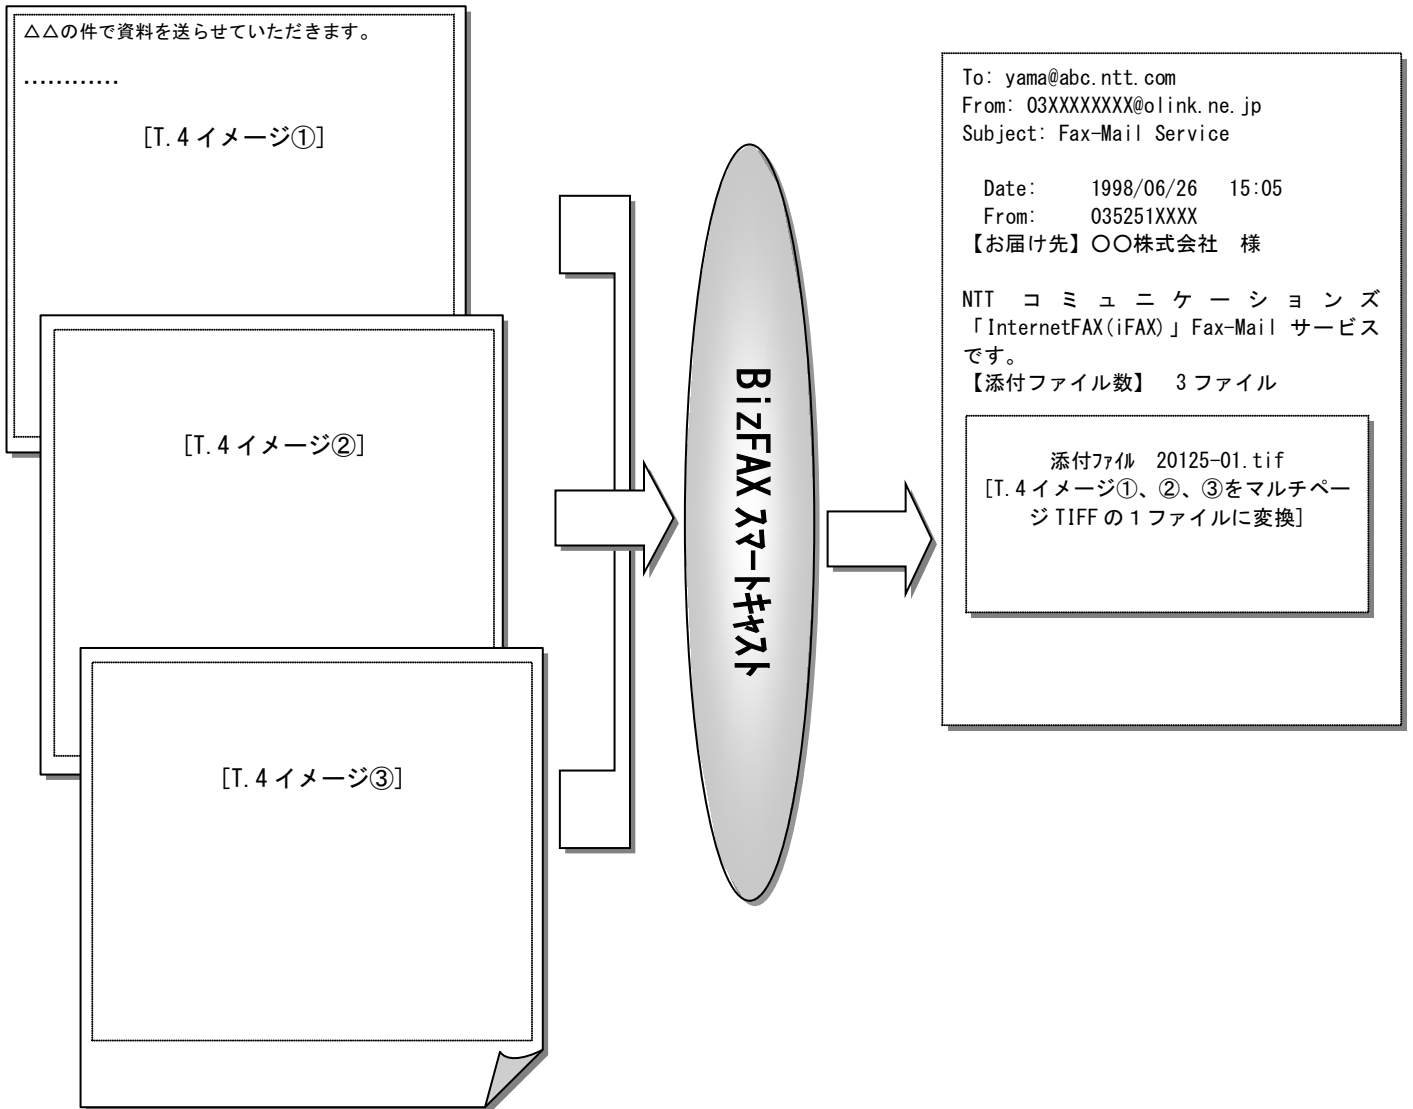 △△の件で資料を送らせていただきます。
…………
[T.4イメージ①]
[T.4イメージ②]
[T.4イメージ③]
BizFAX スマートキャスト
To: yama@abc.ntt.com
From: 03XXXXXXXX@olink.ne.jp
Subject: Fax-Mail Service
Date: 1998/06/26 15:05
From: 035251XXXX
【お届け先】〇〇株式会社 様
NTT コミュニケーションズ
「InternetFAX(iFAX)」Fax-Mail サービス
です。
【添付ファイル数】 3ファイル
添付ファイル 20125-01.tif
[T.4イメージ①、②、③をマルチペー
ジTIFFの１ファイルに変換]